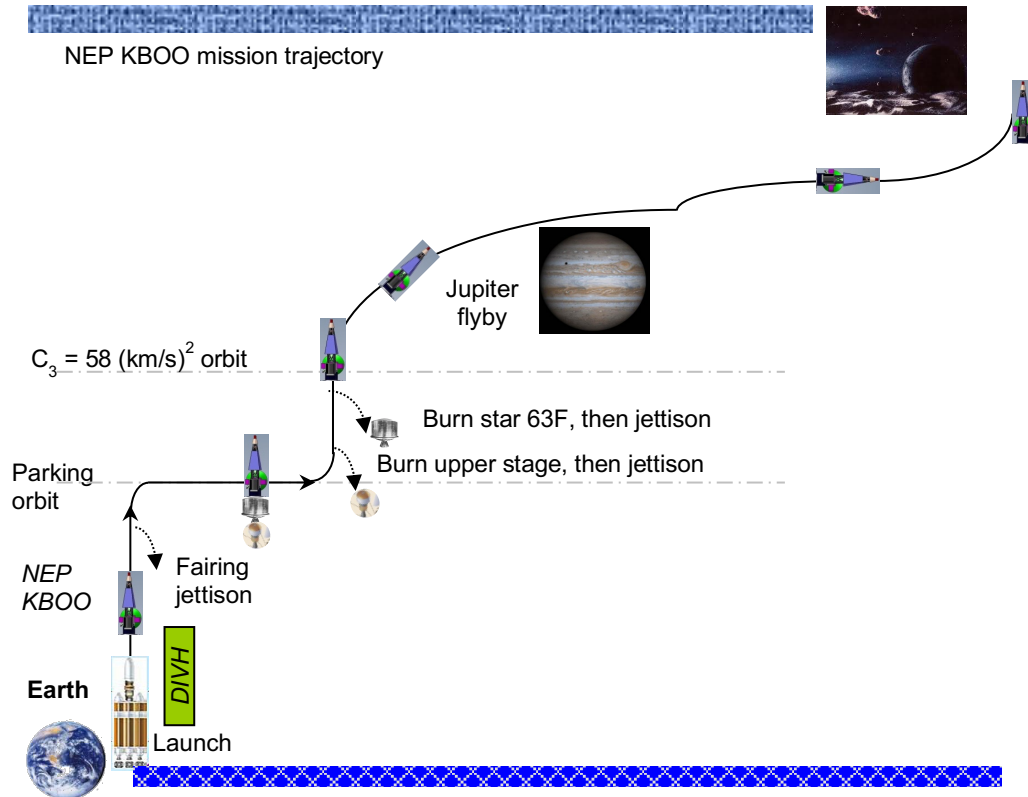 NEP KBOO mission trajectory
Jupiter
flyby
C₃ = 58 (km/s)² orbit
Burn star 63F, then jettison
Burn upper stage, then jettison
Parking
orbit
Fairing
jettison
NEP
KBOO
DIVH
Earth
Launch